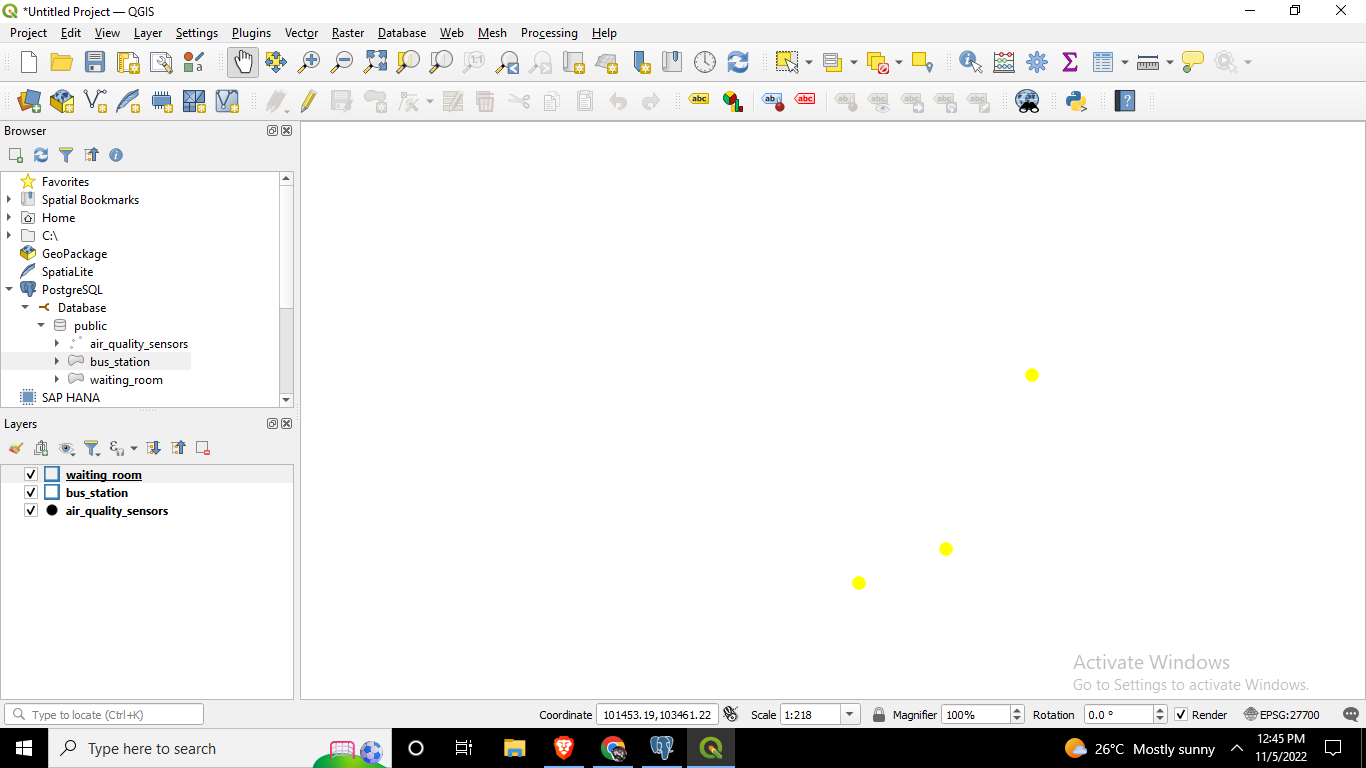 *Untitled Project — QGIS
Project Edit View Layer Settings Plugins Vector Raster Database Web Mesh Processing Help
abc abc abc
Browser
Favorites
Spatial Bookmarks
Home
C:\
GeoPackage
SpatiaLite
PostgreSQL
Database
public
air_quality_sensors
bus_station
waiting_room
SAP HANA
Layers
waiting_room
bus_station
air_quality_sensors
Activate Windows
Go to Settings to activate Windows.
Type to locate (Ctrl+K) Coordinate 101453.19,103461.22 Scale 1:218 Magnifier 100% Rotation 0.0 ° Render EPSG:27700
Type here to search 26°C Mostly sunny 12:45 PM
11/5/2022